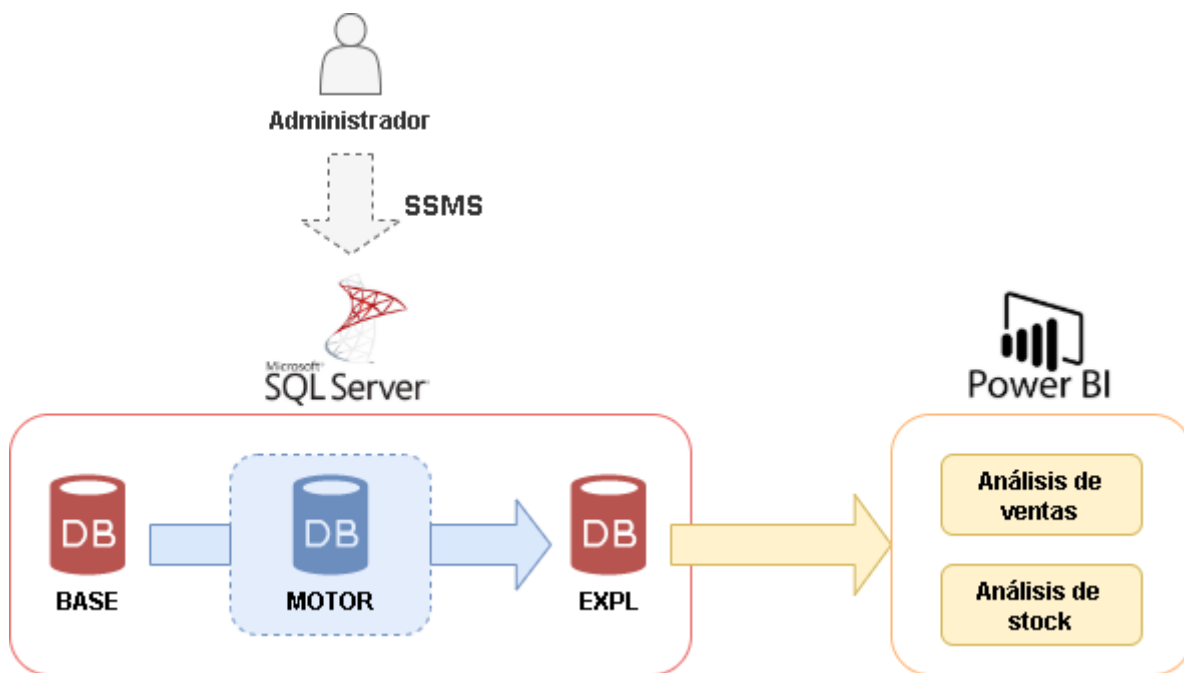 Administrador
SSMS
Microsoft
SQL Server
Power BI
DB
DB
DB
BASE
MOTOR
EXPL
Análisis de
ventas
Análisis de
stock